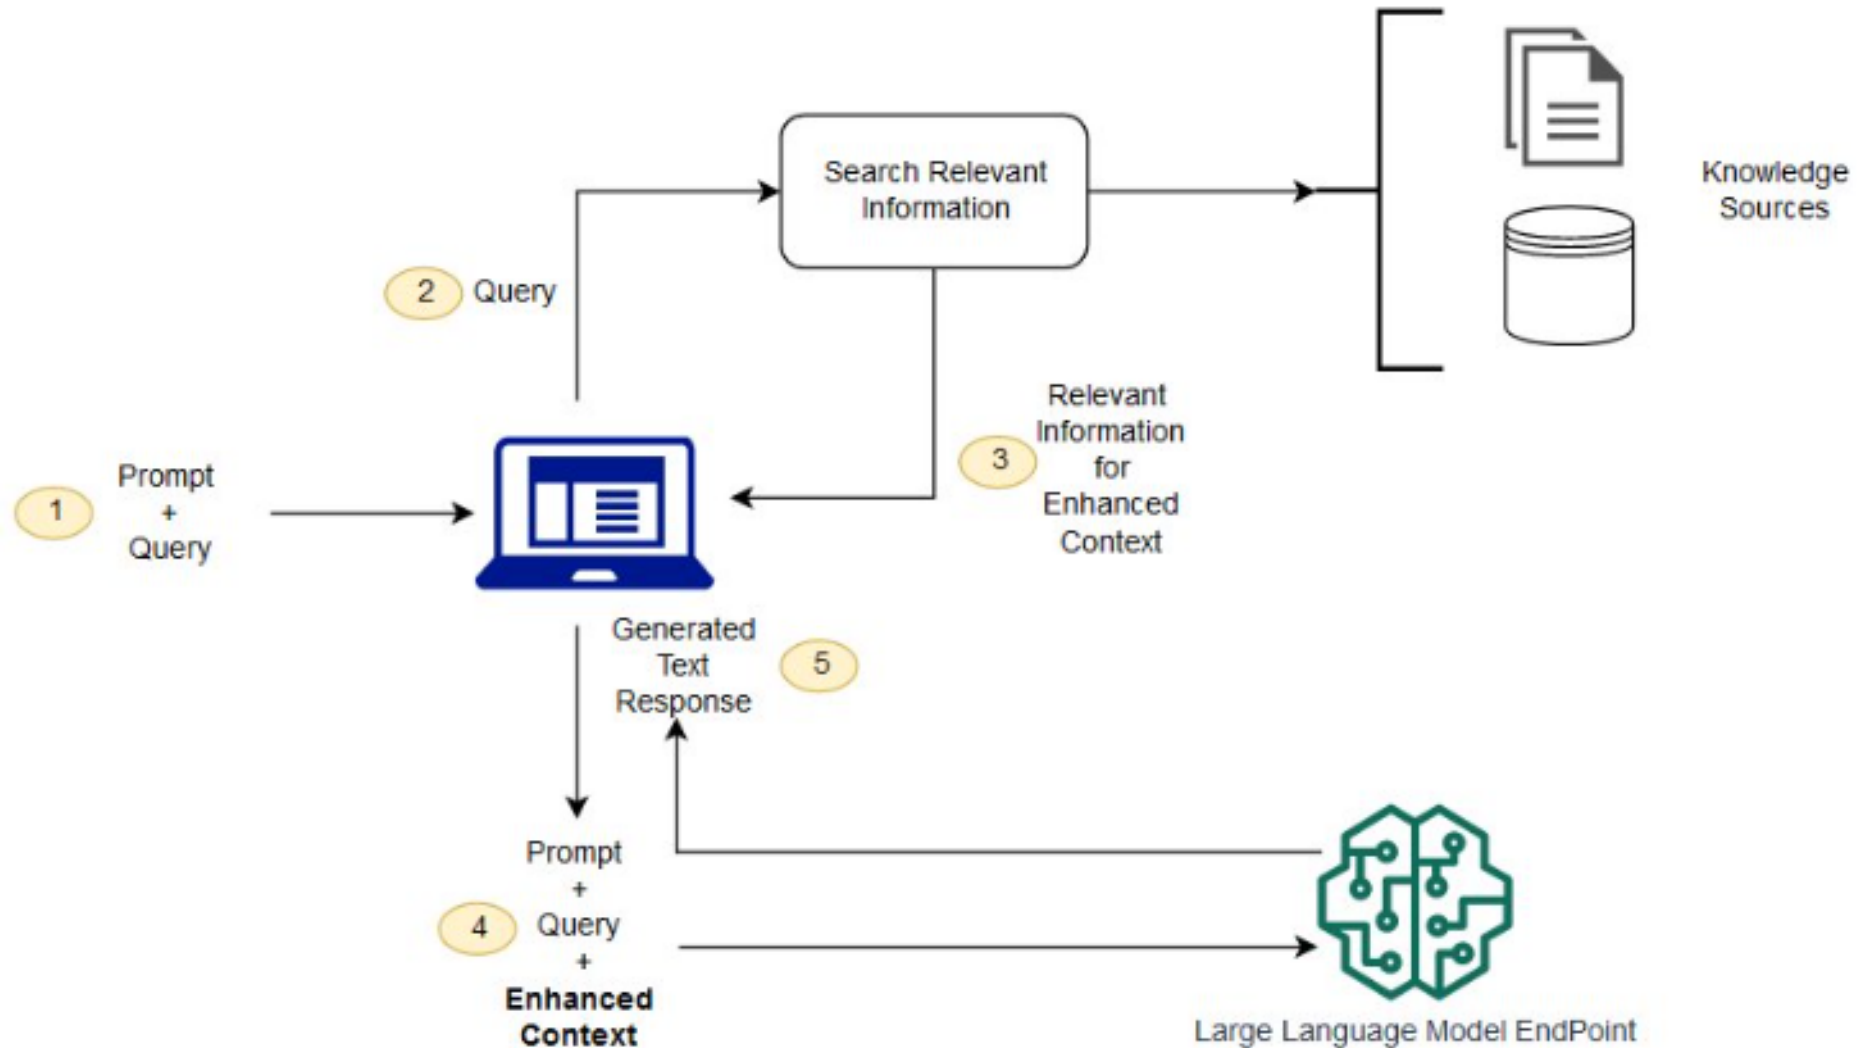 Search Relevant
Information
Knowledge
Sources
2
Query
1
Prompt
+
Query
3
Relevant
Information
for
Enhanced
Context
Generated
Text
Response
5
4
Prompt
+
Query
+
Enhanced
Context
Large Language Model EndPoint